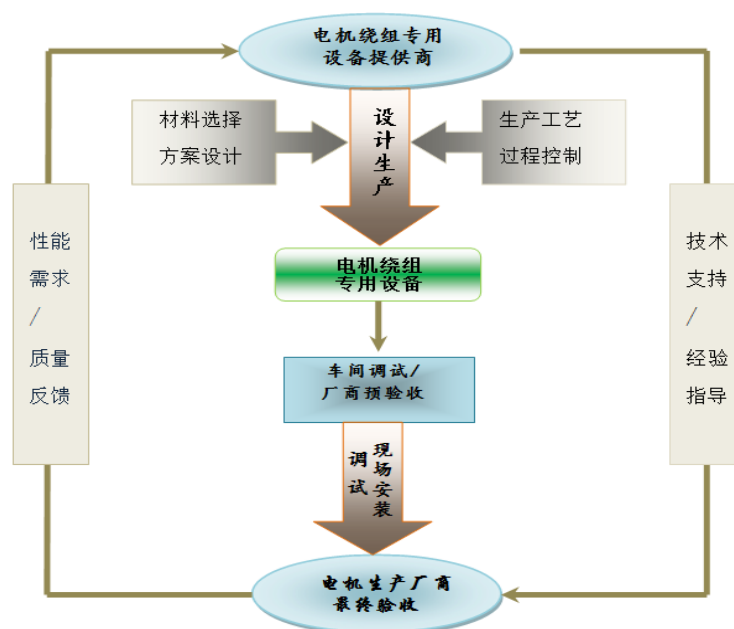 电机绕组专用
设备提供商
材料选择
方案设计
设计生产
生产工艺
过程控制
性能
需求
/
质量
反馈
技术
支持
/
经验
指导
电机绕组
专用设备
车间调试/
厂商预验收
现场安装
调试
电机生产厂商
最终验收